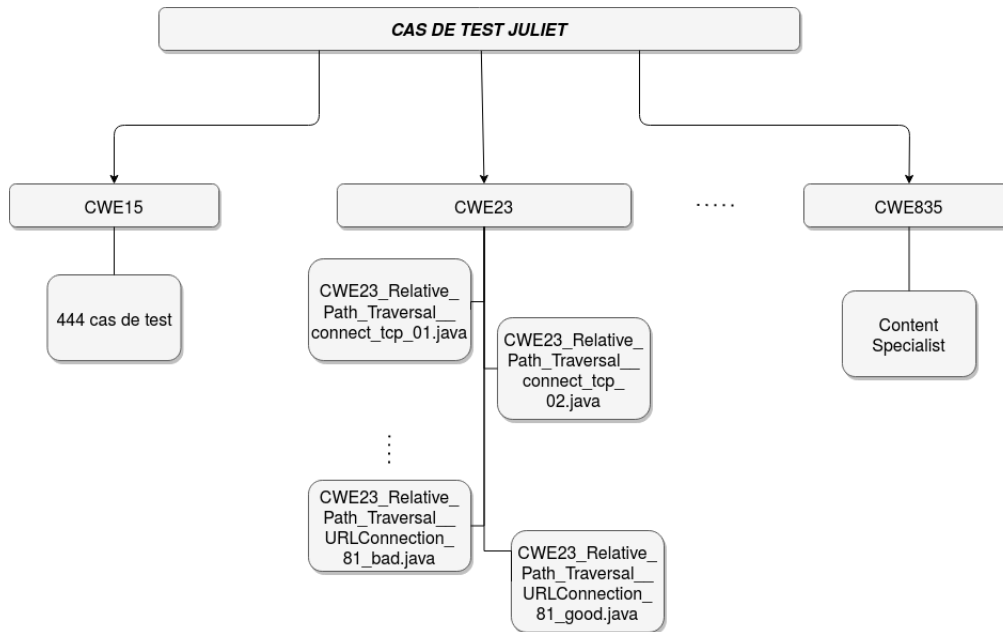 CAS DE TEST JULIET
CWE15
CWE23
.....
CWE835
444 cas de test
CWE23_Relative_
Path_Traversal__
connect_tcp_01.java
CWE23_Relative_
Path_Traversal__
connect_tcp_
02.java
Content
Specialist
CWE23_Relative_
Path_Traversal__
URLConnection_
81_bad.java
CWE23_Relative_
Path_Traversal__
URLConnection_
81_good.java